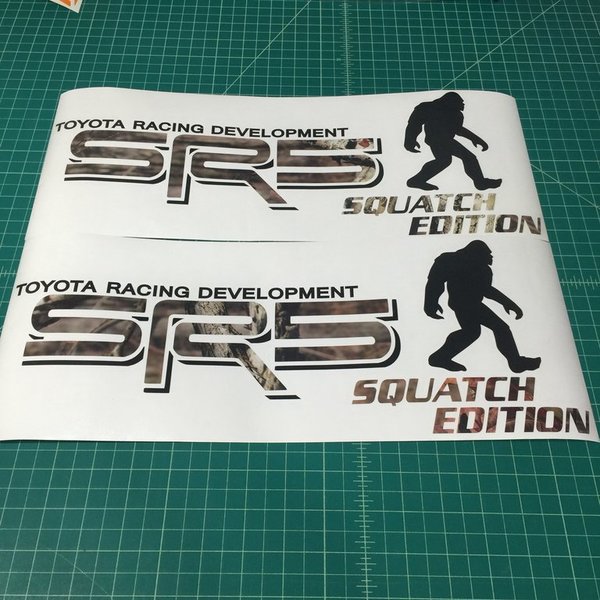 TOYOTA RACING DEVELOPMENT
SR5
SQUATCH
EDITION
TOYOTA RACING DEVELOPMENT
SR5
SQUATCH
EDITION